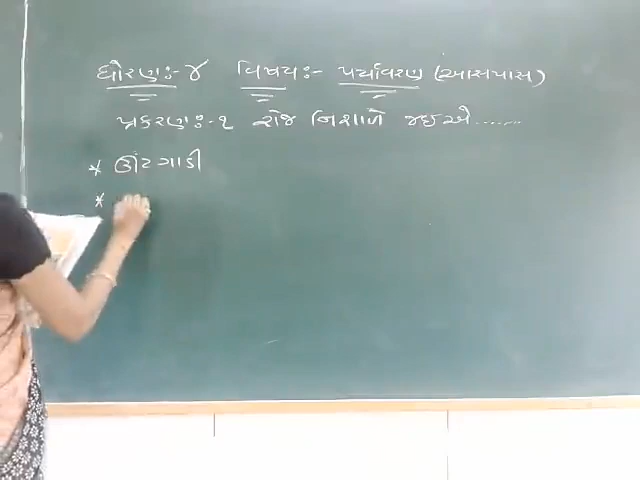 ધોરણઃ- ૪ વિષયઃ- પર્યાવરણ (આસપાસ)
પ્રકરણઃ- ૧ રોજ નિશાળે જઈએ.......
* ઊંટગાડી
*